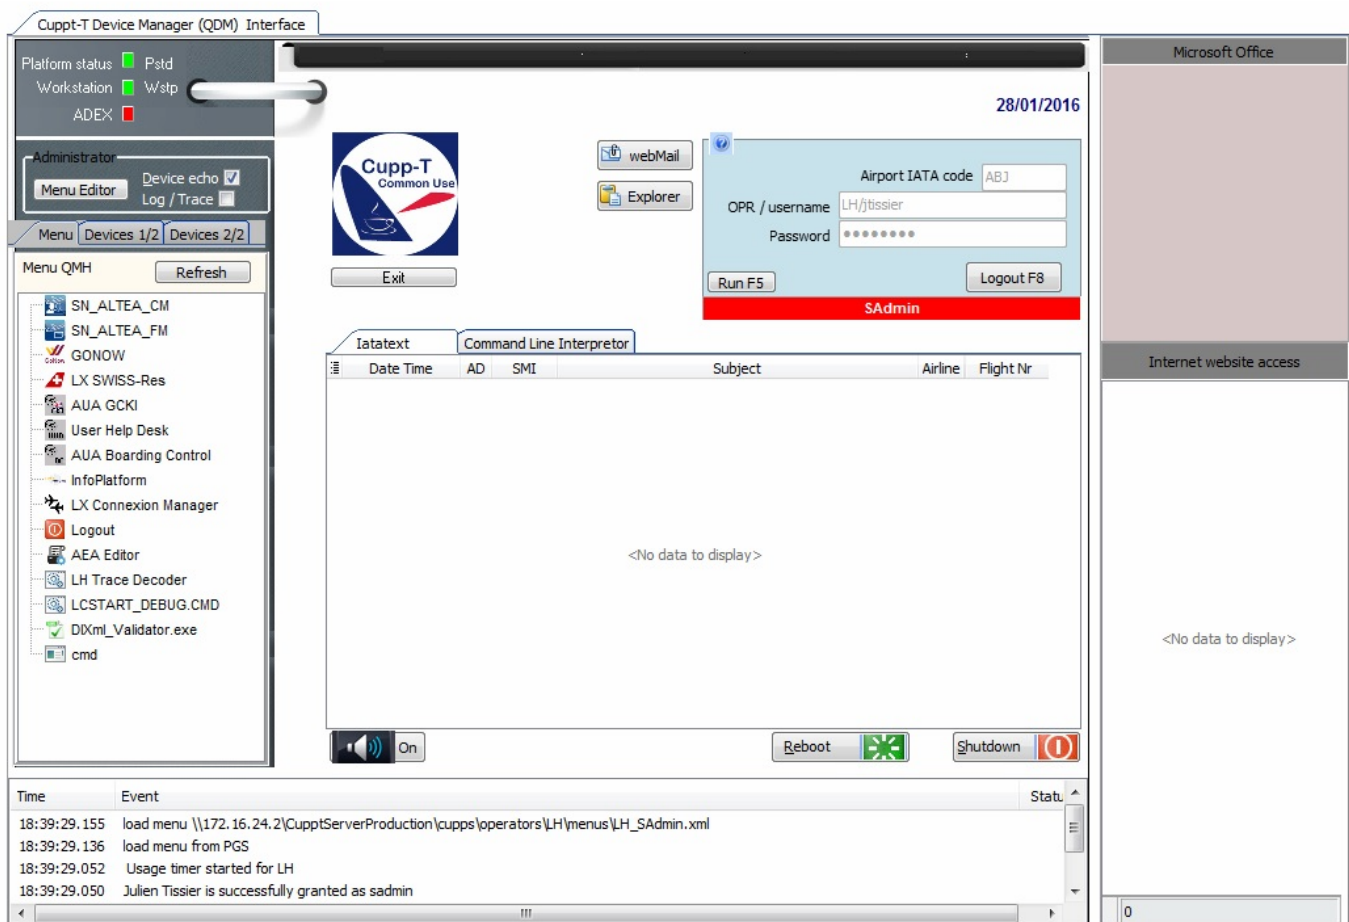 Cuppt-T Device Manager (QDM) Interface
Platform status Pstd
Workstation Wstp
ADEX
Administrator
Menu Editor
Device echo
Log / Trace
Menu Devices 1/2 Devices 2/2
Menu QMH Refresh
SN_ALTEA_CM
SN_ALTEA_FM
GONOW
LX SWISS-Res
AUA GCKI
User Help Desk
AUA Boarding Control
InfoPlatform
LX Connexion Manager
Logout
AEA Editor
LH Trace Decoder
LCSTART_DEBUG.CMD
DIXml_Validator.exe
cmd
28/01/2016
Cupp-T
Common Use
Exit
webMail
Explorer
Airport IATA code ABJ
OPR / username LH/jtissier
Password ••••••••
Run F5 Logout F8
SAdmin
Iatatext Command Line Interpretor
Date Time AD SMI Subject Airline Flight Nr
<No data to display>
On
Reboot Shutdown
Microsoft Office
Internet website access
<No data to display>
0
Time Event Statu
18:39:29.155 load menu \\172.16.24.2\CupptServerProduction\cupps\operators\LH\menus\LH_SAdmin.xml
18:39:29.136 load menu from PGS
18:39:29.052 Usage timer started for LH
18:39:29.050 Julien Tissier is successfully granted as sadmin